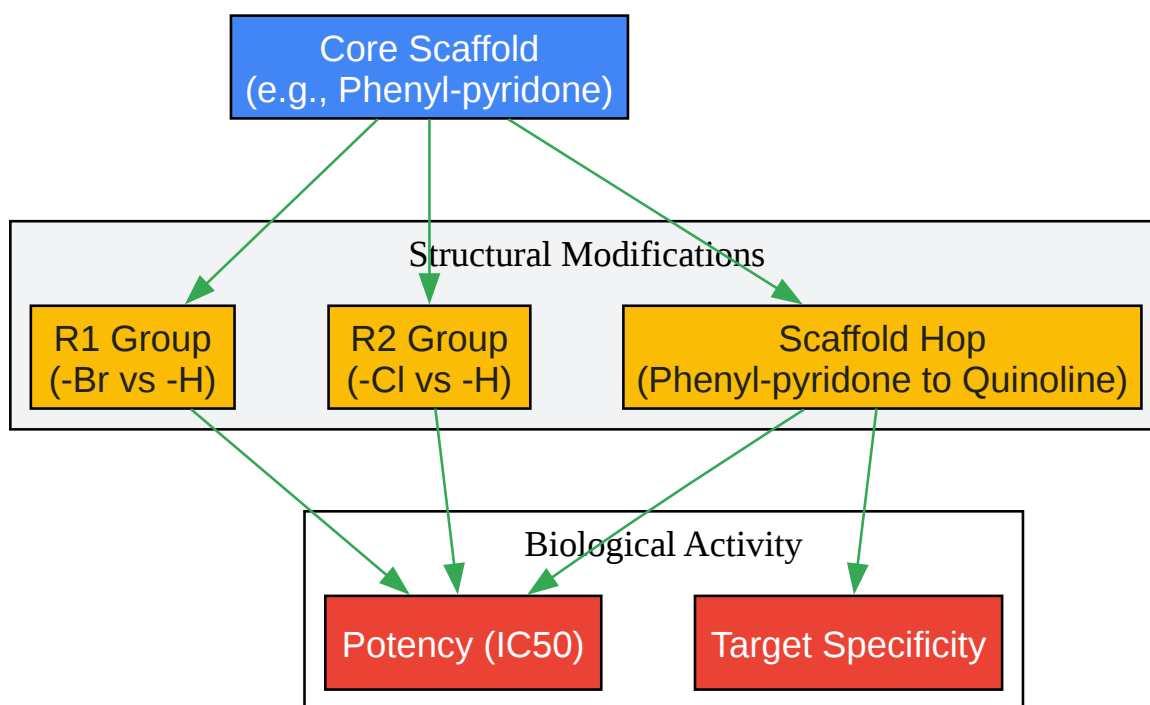 Core Scaffold
(e.g., Phenyl-pyridone)
Structural Modifications
R1 Group
(-Br vs -H)
R2 Group
(-Cl vs -H)
Scaffold Hop
(Phenyl-pyridone to Quinoline)
Biological Activity
Potency (IC50)
Target Specificity